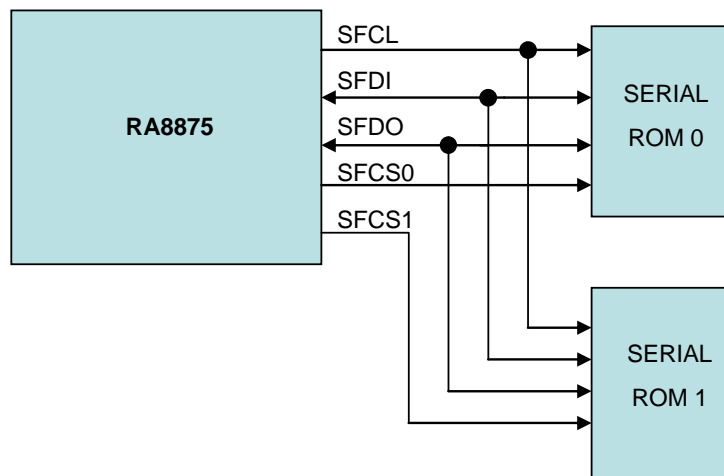 RA8875
SFCL
SFDI
SFDO
SFCS0
SFCS1
SERIAL
ROM 0
SERIAL
ROM 1